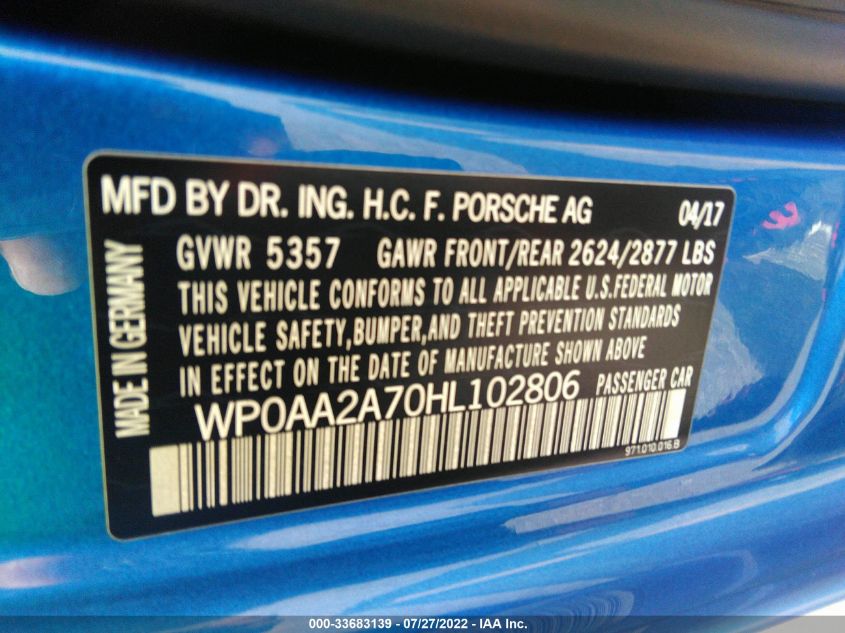 MFD BY DR. ING. H.C. F. PORSCHE AG 04/17
GVWR 5357 GAWR FRONT/REAR 2624/2877 LBS
THIS VEHICLE CONFORMS TO ALL APPLICABLE U.S.FEDERAL MOTOR
VEHICLE SAFETY,BUMPER,AND THEFT PREVENTION STANDARDS
IN EFFECT ON THE DATE OF MANUFACTURE SHOWN ABOVE
WP0AA2A70HL102806 PASSENGER CAR
971.010.016.B
MADE IN GERMANY
000-33683139 - 07/27/2022 - IAA Inc.